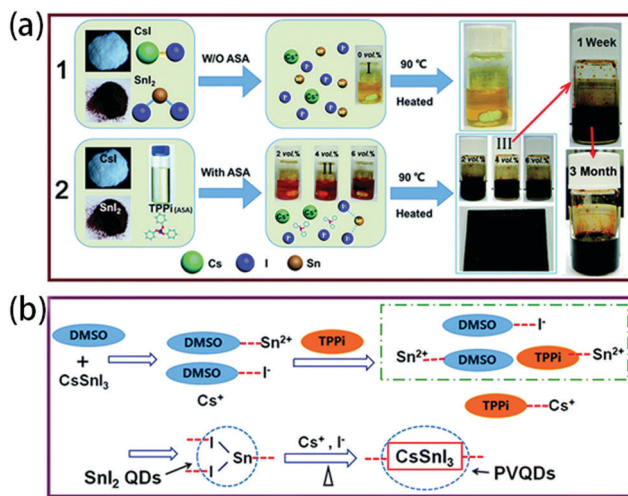 (a)
1
CsI
SnI₂
W/O ASA
Cs⁺
I⁻
Sn
0 vol.%
I
90 ℃
Heated
1 Week
2
CsI
SnI₂
TPPi(ASA)
With ASA
2 vol.%
4 vol.%
6 vol.%
II
Cs⁺
I⁻
90 ℃
Heated
III
2 vol.%
4 vol.%
6 vol.%
3 Month
Cs
I
Sn
(b)
DMSO
+
CsSnI₃
DMSO
Sn²⁺
DMSO
I⁻
Cs⁺
TPPi
DMSO
I⁻
Sn²⁺
DMSO
TPPi
Sn²⁺
TPPi
Cs⁺
I
Sn
I
SnI₂ QDs
Cs⁺ , I⁻
Δ
CsSnI₃
PVQDs